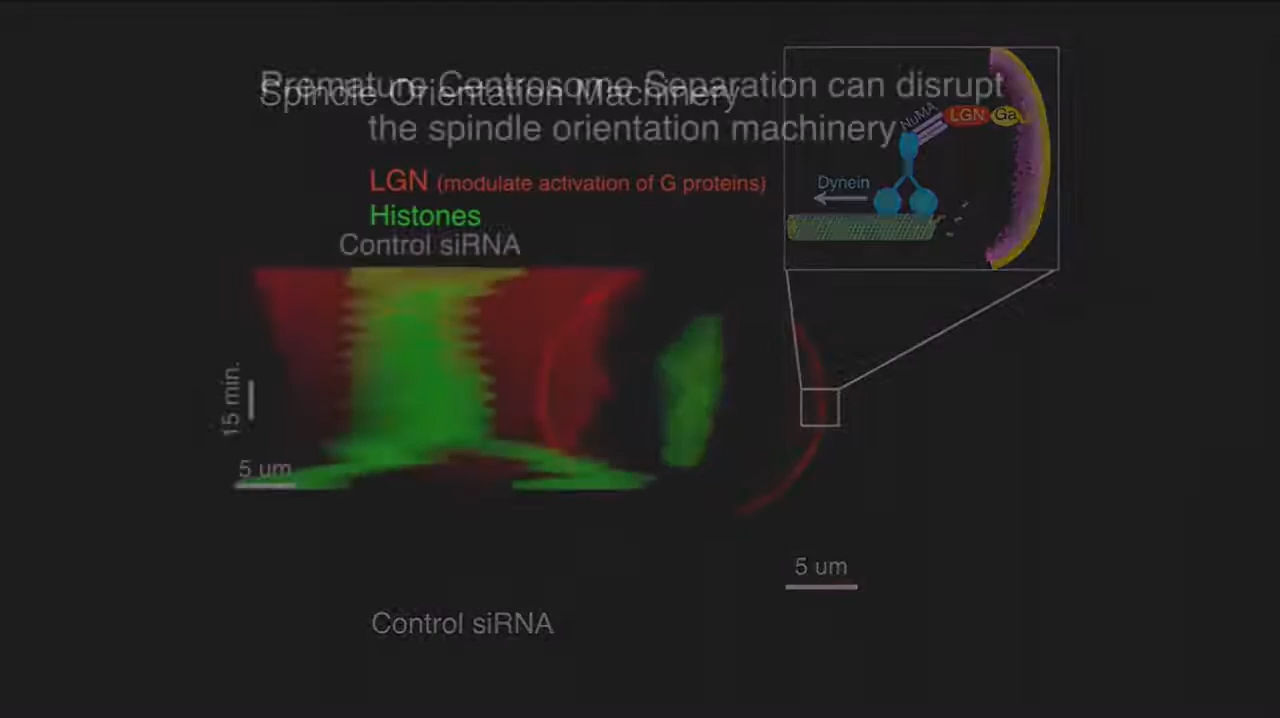 Premature Centrosome Separation can disrupt
the spindle orientation machinery
Spindle Orientation Machinery
NuMA
LGN
Ga
Dynein
LGN (modulate activation of G proteins)
Histones
Control siRNA
15 min.
5 um
5 um
Control siRNA